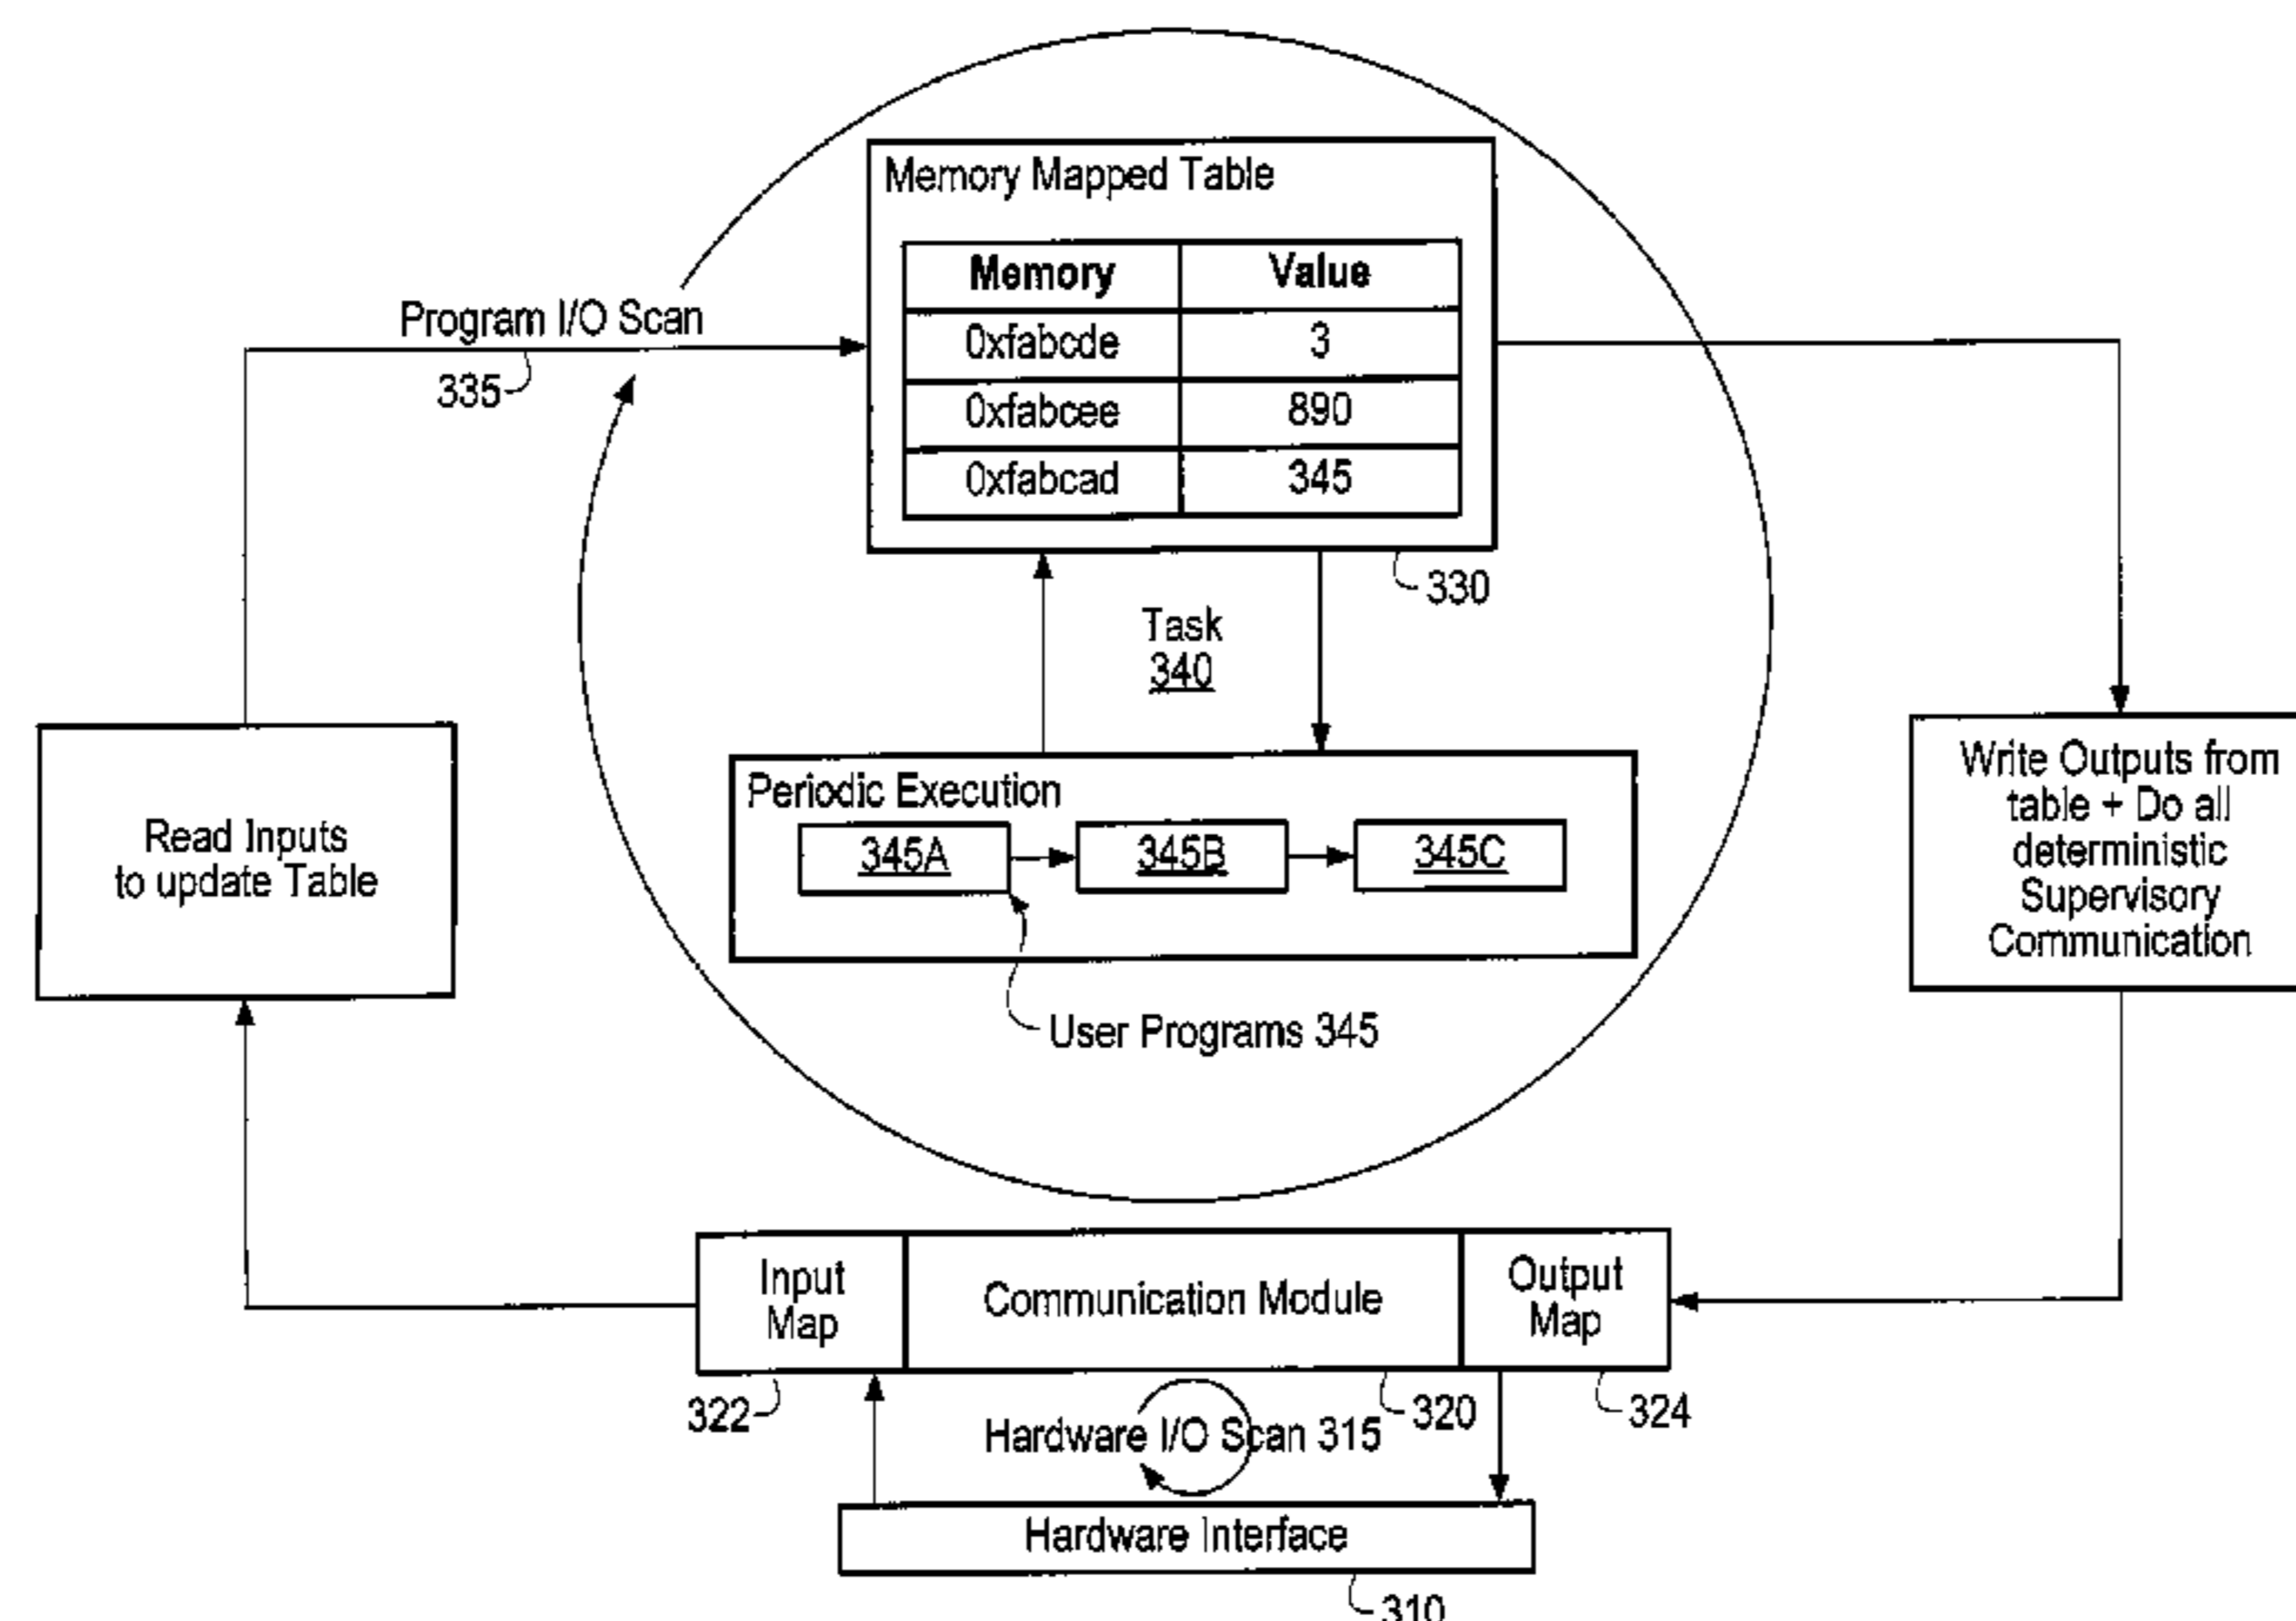 Memory Mapped Table
Memory Value
0xfabcde 3
0xfabcee 890
0xfabcad 345
330
Program I/O Scan
335
Task
340
Read Inputs
to update Table
Periodic Execution
345A 345B 345C
User Programs 345
Write Outputs from
table + Do all
deterministic
Supervisory
Communication
Input
Map
Communication Module
Output
Map
322
320
324
Hardware I/O Scan 315
Hardware Interface
310